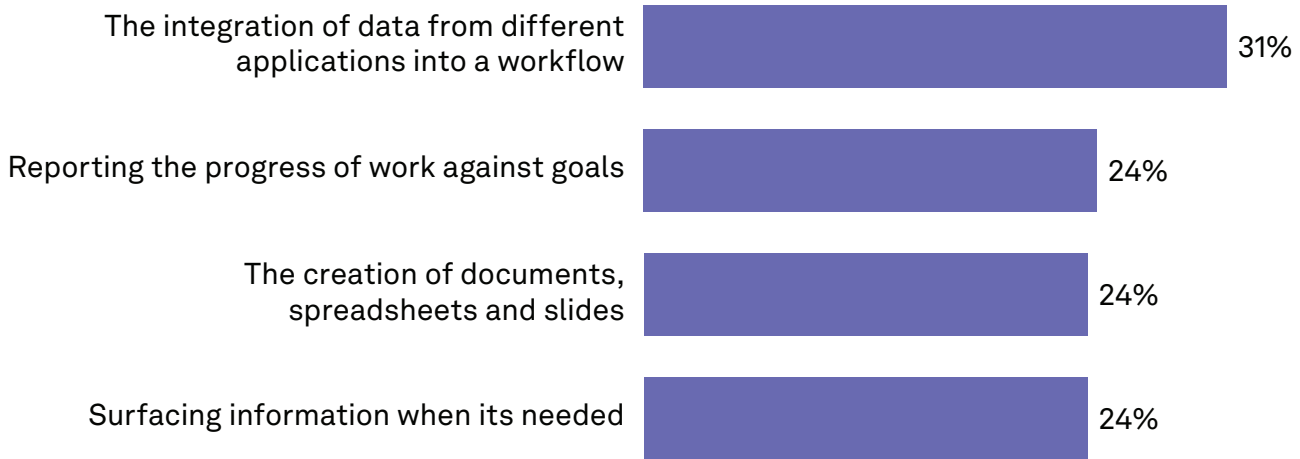 The integration of data from different
applications into a workflow
31%
Reporting the progress of work against goals
24%
The creation of documents,
spreadsheets and slides
24%
Surfacing information when its needed
24%